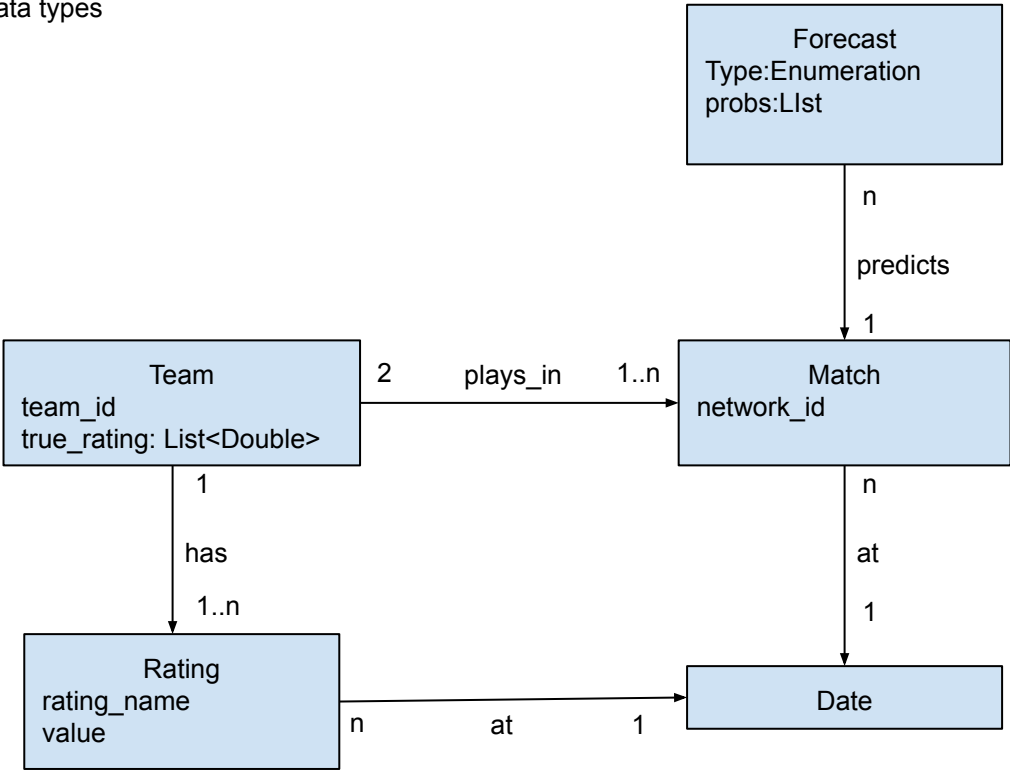 ata types
Forecast
Type:Enumeration
probs:LIst
n
predicts
1
Team
team_id
true_rating: List<Double>
2 plays_in 1..n
Match
network_id
1
has
1..n
n
at
1
Rating
rating_name
value
n at 1
Date